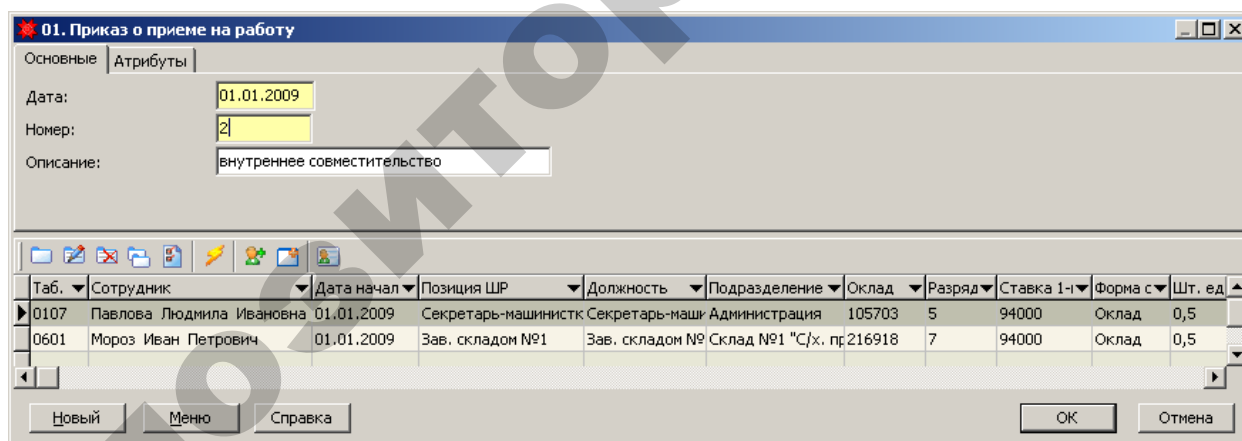 01. Приказ о приеме на работу
Основные Атрибуты
Дата: 01.01.2009
Номер: 2
Описание: внутреннее совместительство
Таб. Сотрудник Дата начал Позиция ШР Должность Подразделение Оклад Разряд Ставка 1-г Форма с Шт. ед
0107 Павлова Людмила Ивановна 01.01.2009 Секретарь-машинистк Секретарь-маши Администрация 105703 5 94000 Оклад 0,5
0601 Мороз Иван Петрович 01.01.2009 Зав. складом №1 Зав. складом № Склад №1 "С/х. пр 216918 7 94000 Оклад 0,5
Новый Меню Справка ОК Отмена